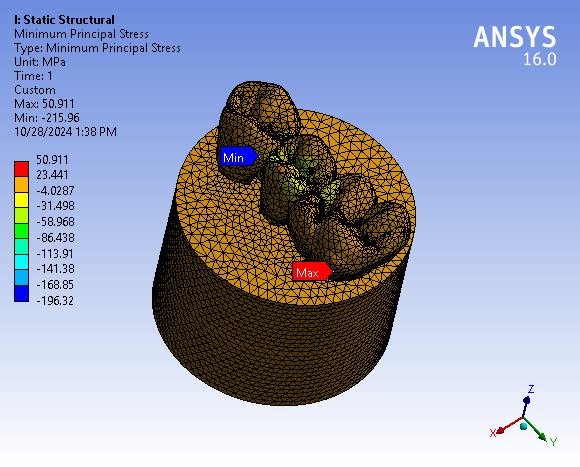 I: Static Structural
Minimum Principal Stress
Type: Minimum Principal Stress
Unit: MPa
Time: 1
Custom
Max: 50.911
Min: -215.96
10/28/2024 1:38 PM
ANSYS
16.0
50.911
23.441
-4.0287
-31.498
-58.968
-86.438
-113.91
-141.38
-168.85
-196.32
Min
Max
Z
X
Y